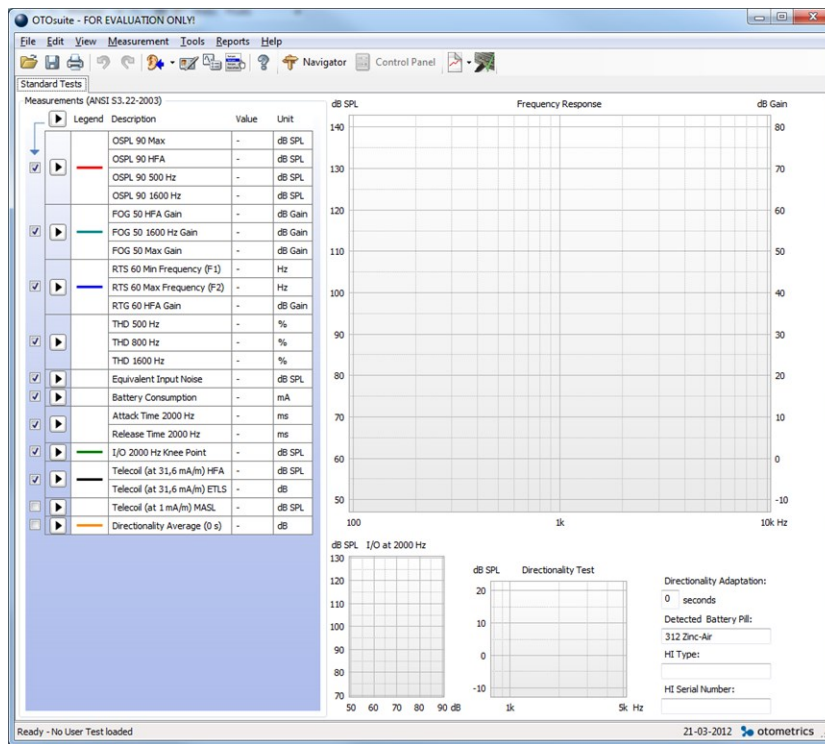 OTOsuite - FOR EVALUATION ONLY!
File Edit View Measurement Tools Reports Help
Navigator Control Panel
Standard Tests
Measurements (ANSI S3.22-2003)
Legend Description Value Unit
OSPL 90 Max - dB SPL
OSPL 90 HFA - dB SPL
OSPL 90 500 Hz - dB SPL
OSPL 90 1600 Hz - dB SPL
FOG 50 HFA Gain - dB Gain
FOG 50 1600 Hz Gain - dB Gain
FOG 50 Max Gain - dB Gain
RTS 60 Min Frequency (F1) - Hz
RTS 60 Max Frequency (F2) - Hz
RTG 60 HFA Gain - dB Gain
THD 500 Hz - %
THD 800 Hz - %
THD 1600 Hz - %
Equivalent Input Noise - dB SPL
Battery Consumption - mA
Attack Time 2000 Hz - ms
Release Time 2000 Hz - ms
I/O 2000 Hz Knee Point - dB SPL
Telecoil (at 31,6 mA/m) HFA - dB SPL
Telecoil (at 31,6 mA/m) ETLS - dB
Telecoil (at 1 mA/m) MASL - dB SPL
Directionality Average (0 s) - dB
dB SPL Frequency Response dB Gain
140 80
130 70
120 60
110 50
100 40
90 30
80 20
70 10
60 0
50 -10
100 1k 10k Hz
dB SPL I/O at 2000 Hz
130
120
110
100
90
80
70
50 60 70 80 90 dB
dB SPL Directionality Test
20
10
0
-10
1k 5k Hz
Directionality Adaptation:
0 seconds
Detected Battery Pill:
312 Zinc-Air
HI Type:
HI Serial Number:
Ready - No User Test loaded 21-03-2012 otometrics